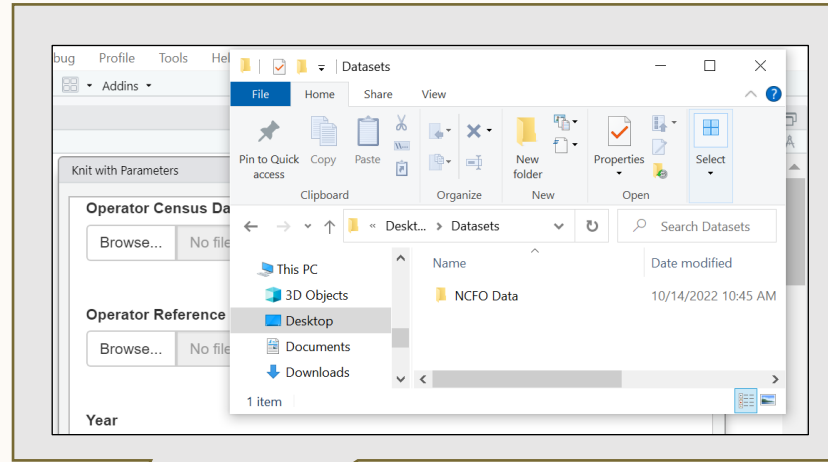 bug Profile Tools Hel
Addins
Knit with Parameters
Operator Census Da
Browse... No file
Operator Reference
Browse... No file
Year
Datasets
File Home Share View
Pin to Quick access
Copy
Paste
New folder
Properties
Select
Clipboard Organize New Open
« Deskt... > Datasets
Search Datasets
Name Date modified
This PC
3D Objects
Desktop
Documents
Downloads
NCFO Data 10/14/2022 10:45 AM
1 item